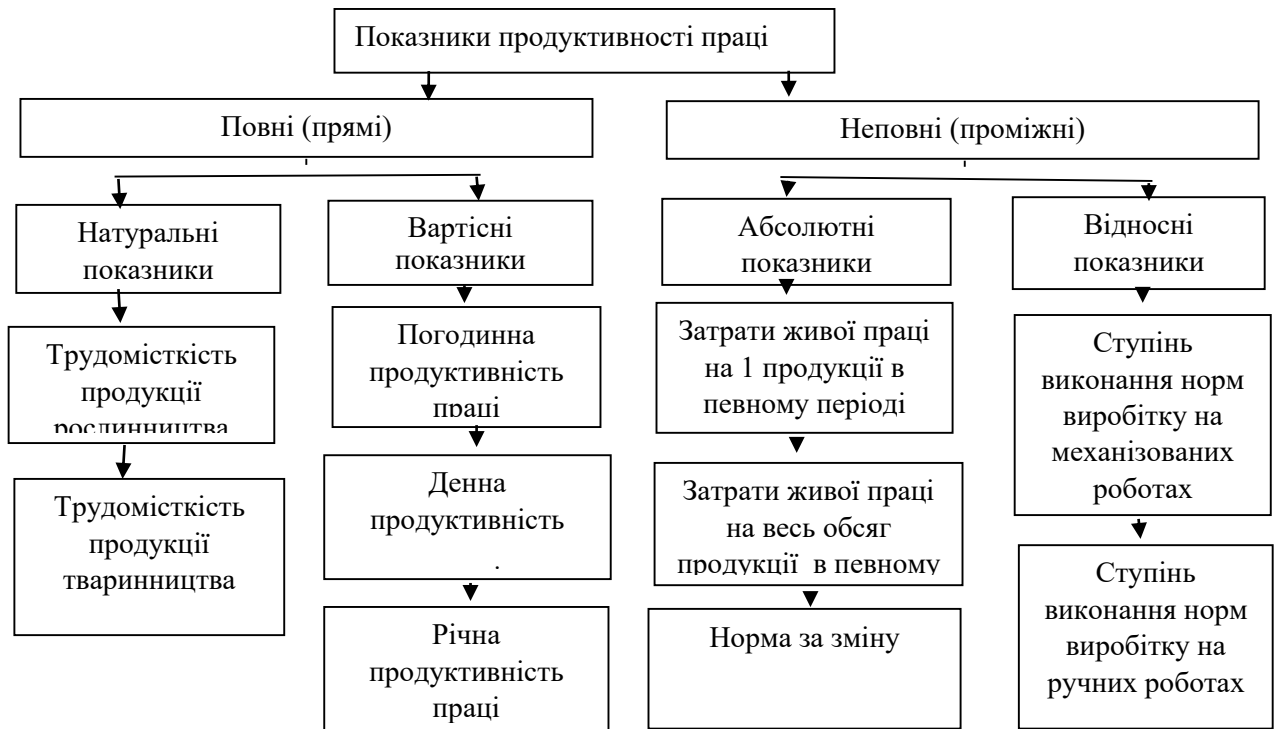 Показники продуктивності праці
Повні (прямі)
Неповні (проміжні)
Натуральні
показники
Вартісні
показники
Абсолютні
показники
Відносні
показники
Трудомісткість
продукції
рослинництва
Погодинна
продуктивність
праці
Затрати живої праці
на 1 продукції в
певному періоді
Ступінь
виконання норм
виробітку на
механізованих
роботах
Трудомісткість
продукції
тваринництва
Денна
продуктивність
Затрати живої праці
на весь обсяг
продукції в певному
Ступінь
виконання норм
виробітку на
ручних роботах
Річна
продуктивність
праці
Норма за зміну